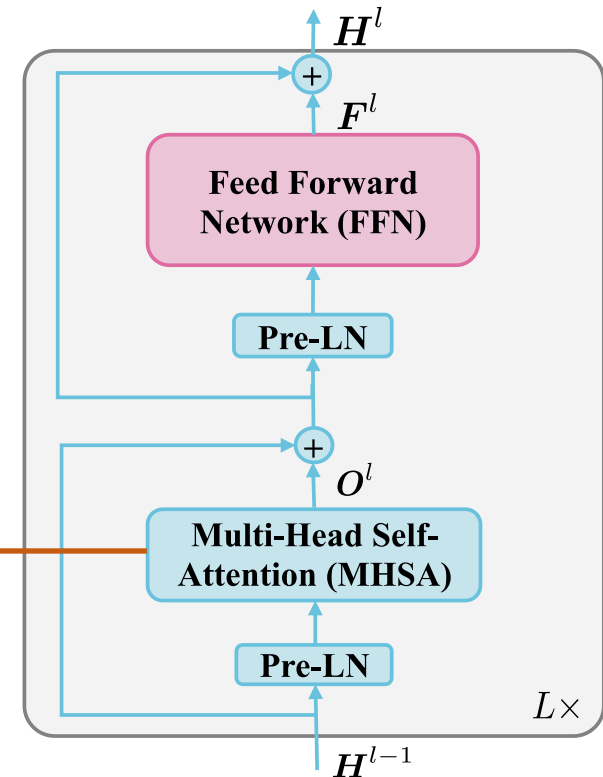 H^l
+
F^l
Feed Forward
Network (FFN)
Pre-LN
+
O^l
Multi-Head Self-
Attention (MHSA)
Pre-LN
L×
H^{l−1}